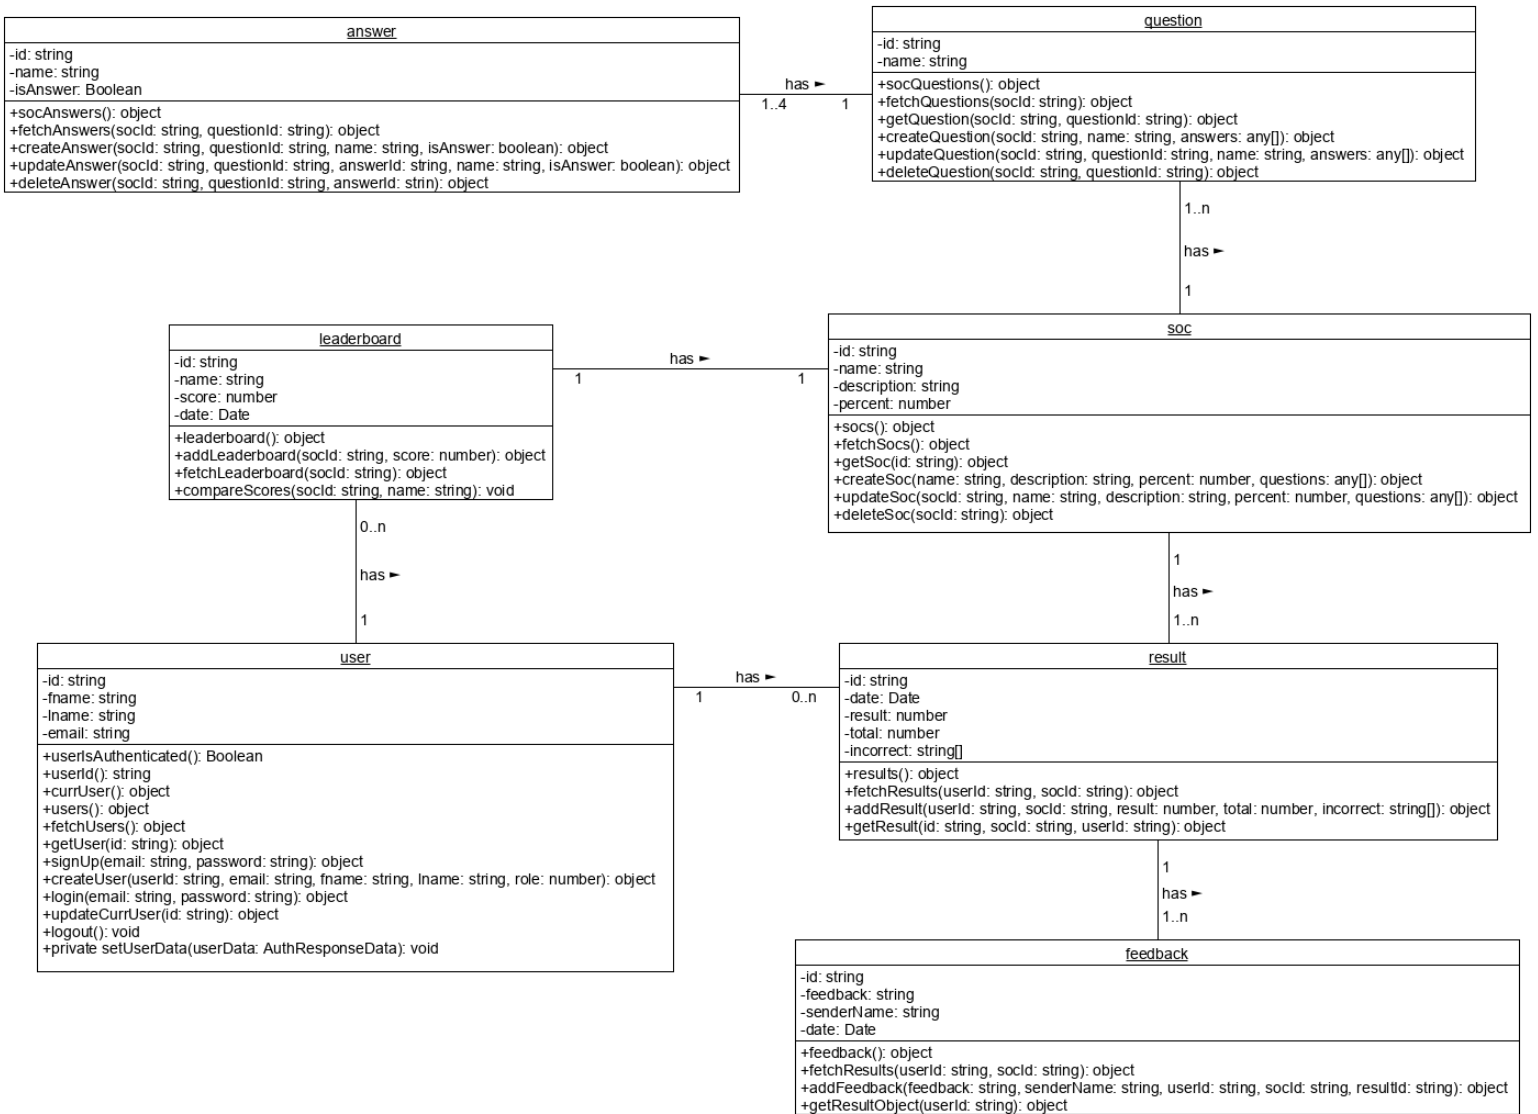 answer
-id: string
-name: string
-isAnswer: Boolean
+socAnswers(): object
+fetchAnswers(socId: string, questionId: string): object
+createAnswer(socId: string, questionId: string, name: string, isAnswer: boolean): object
+updateAnswer(socId: string, questionId: string, answerId: string, name: string, isAnswer: boolean): object
+deleteAnswer(socId: string, questionId: string, answerId: strin): object
has ►
1..4
1
question
-id: string
-name: string
+socQuestions(): object
+fetchQuestions(socId: string): object
+getQuestion(socId: string, questionId: string): object
+createQuestion(socId: string, name: string, answers: any[]): object
+updateQuestion(socId: string, questionId: string, name: string, answers: any[]): object
+deleteQuestion(socId: string, questionId: string): object
1..n
has ►
1
leaderboard
-id: string
-name: string
-score: number
-date: Date
+leaderboard(): object
+addLeaderboard(socId: string, score: number): object
+fetchLeaderboard(socId: string): object
+compareScores(socId: string, name: string): void
has ►
1
1
soc
-id: string
-name: string
-description: string
-percent: number
+socs(): object
+fetchSocs(): object
+getSoc(id: string): object
+createSoc(name: string, description: string, percent: number, questions: any[]): object
+updateSoc(socId: string, name: string, description: string, percent: number, questions: any[]): object
+deleteSoc(socId: string): object
0..n
has ►
1
1
has ►
1..n
user
-id: string
-fname: string
-lname: string
-email: string
+userIsAuthenticated(): Boolean
+userId(): string
+currUser(): object
+users(): object
+fetchUsers(): object
+getUser(id: string): object
+signUp(email: string, password: string): object
+createUser(userId: string, email: string, fname: string, lname: string, role: number): object
+login(email: string, password: string): object
+updateCurrUser(id: string): object
+logout(): void
+private setUserData(userData: AuthResponseData): void
has ►
1
0..n
result
-id: string
-date: Date
-result: number
-total: number
-incorrect: string[]
+results(): object
+fetchResults(userId: string, socId: string): object
+addResult(userId: string, socId: string, result: number, total: number, incorrect: string[]): object
+getResult(id: string, socId: string, userId: string): object
1
has ►
1..n
feedback
-id: string
-feedback: string
-senderName: string
-date: Date
+feedback(): object
+fetchResults(userId: string, socId: string): object
+addFeedback(feedback: string, senderName: string, userId: string, socId: string, resultId: string): object
+getResultObject(userId: string): object